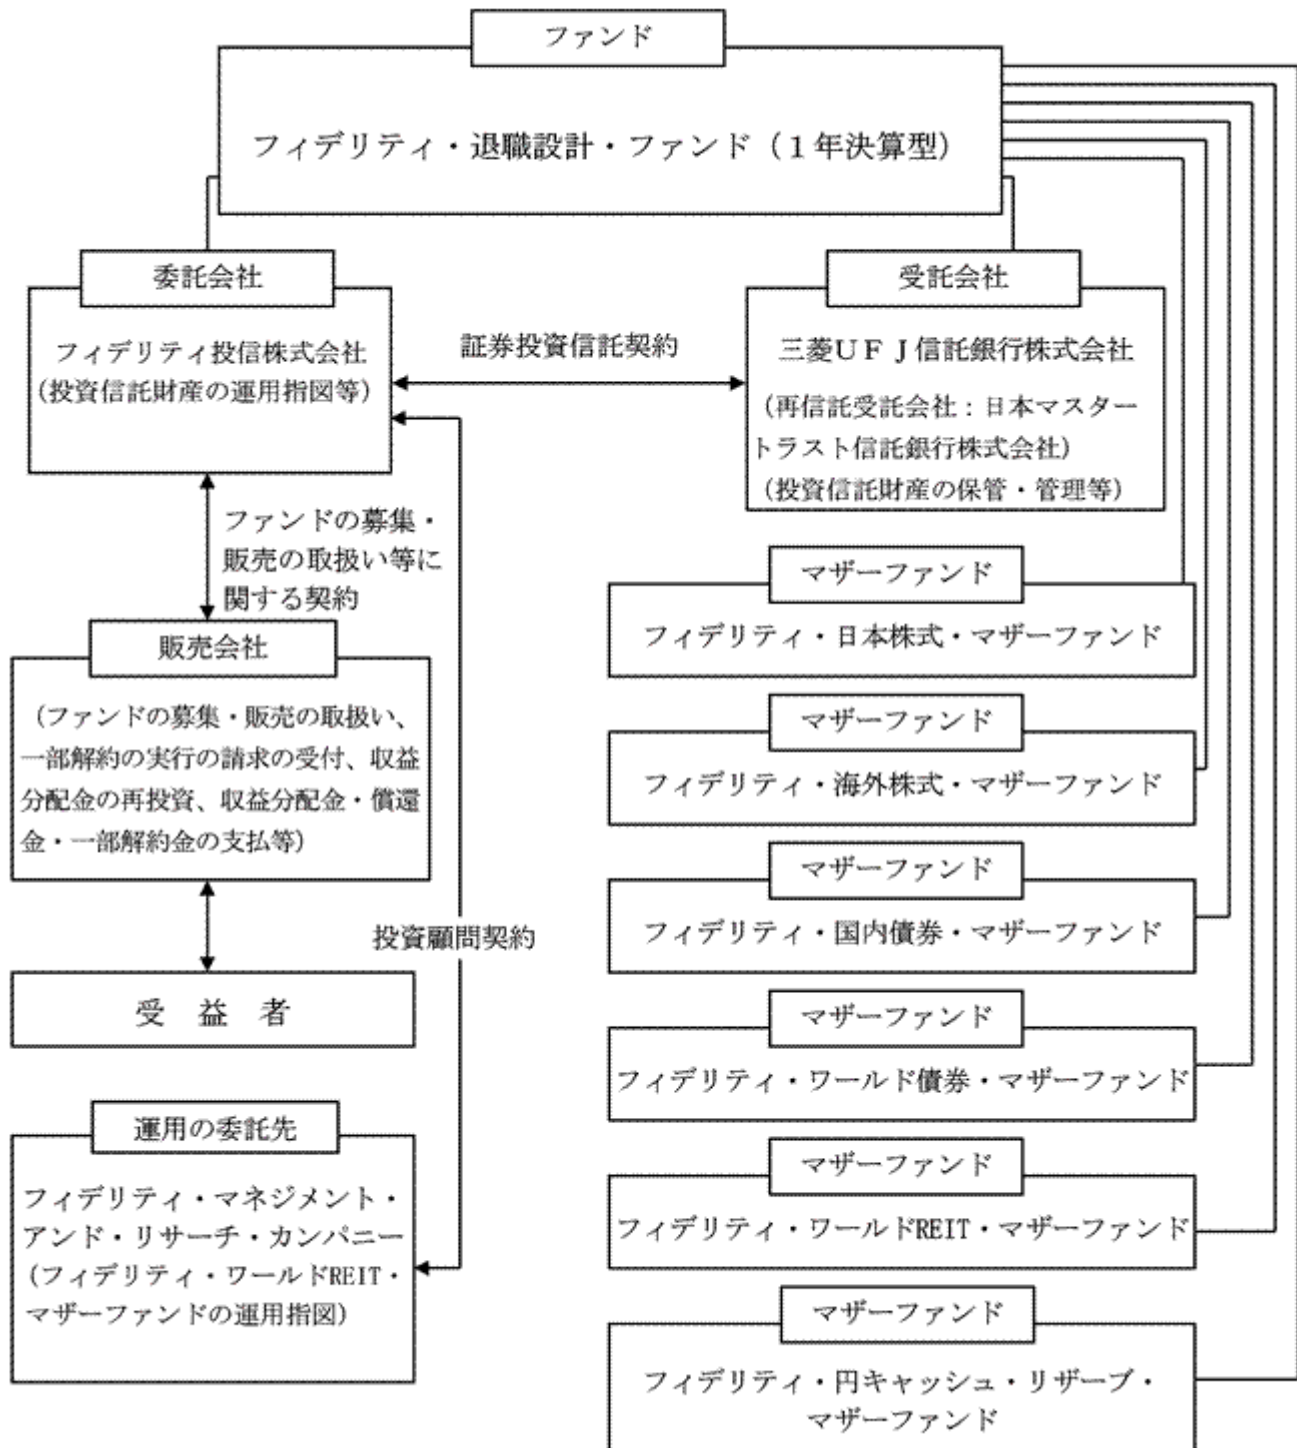 ファンド
フィデリティ・退職設計・ファンド（１年決算型）
委託会社
フィデリティ投信株式会社
（投資信託財産の運用指図等）
証券投資信託契約
受託会社
三菱ＵＦＪ信託銀行株式会社
（再信託受託会社：日本マスター
トラスト信託銀行株式会社）
（投資信託財産の保管・管理等）
ファンドの募集・
販売の取扱い等に
関する契約
販売会社
（ファンドの募集・販売の取扱い、
一部解約の実行の請求の受付、収益
分配金の再投資、収益分配金・償還
金・一部解約金の支払等）
投資顧問契約
受　益　者
運用の委託先
フィデリティ・マネジメント・
アンド・リサーチ・カンパニー
（フィデリティ・ワールドREIT・
マザーファンドの運用指図）
マザーファンド
フィデリティ・日本株式・マザーファンド
マザーファンド
フィデリティ・海外株式・マザーファンド
マザーファンド
フィデリティ・国内債券・マザーファンド
マザーファンド
フィデリティ・ワールド債券・マザーファンド
マザーファンド
フィデリティ・ワールドREIT・マザーファンド
マザーファンド
フィデリティ・円キャッシュ・リザーブ・
マザーファンド